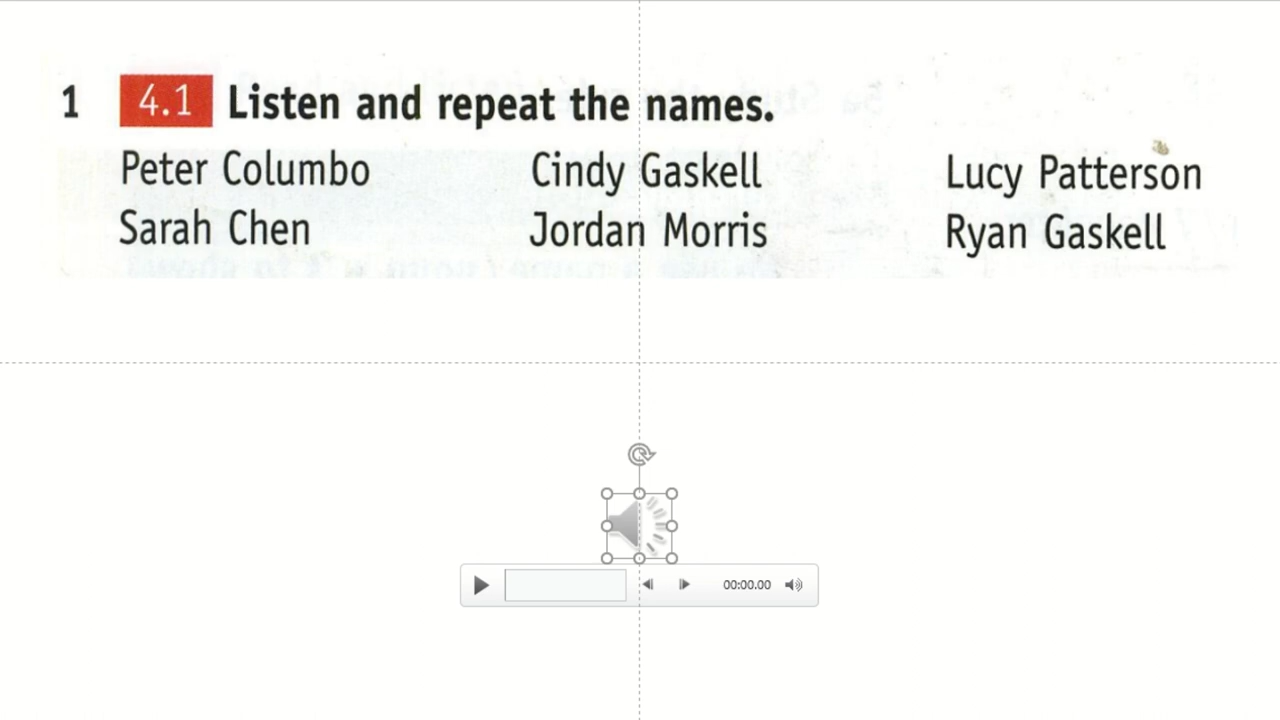 1 4.1 Listen and repeat the names.
Peter Columbo Cindy Gaskell Lucy Patterson
Sarah Chen Jordan Morris Ryan Gaskell
00:00.00